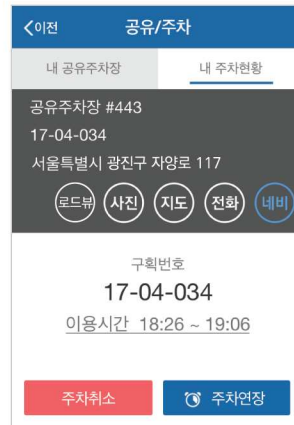 이전 공유/주차
내 공유주차장 내 주차현황
공유주차장 #443
17-04-034
서울특별시 광진구 자양로 117
로드뷰 사진 지도 전화 네비
구획번호
17-04-034
이용시간 18:26 ~ 19:06
주차취소 주차연장